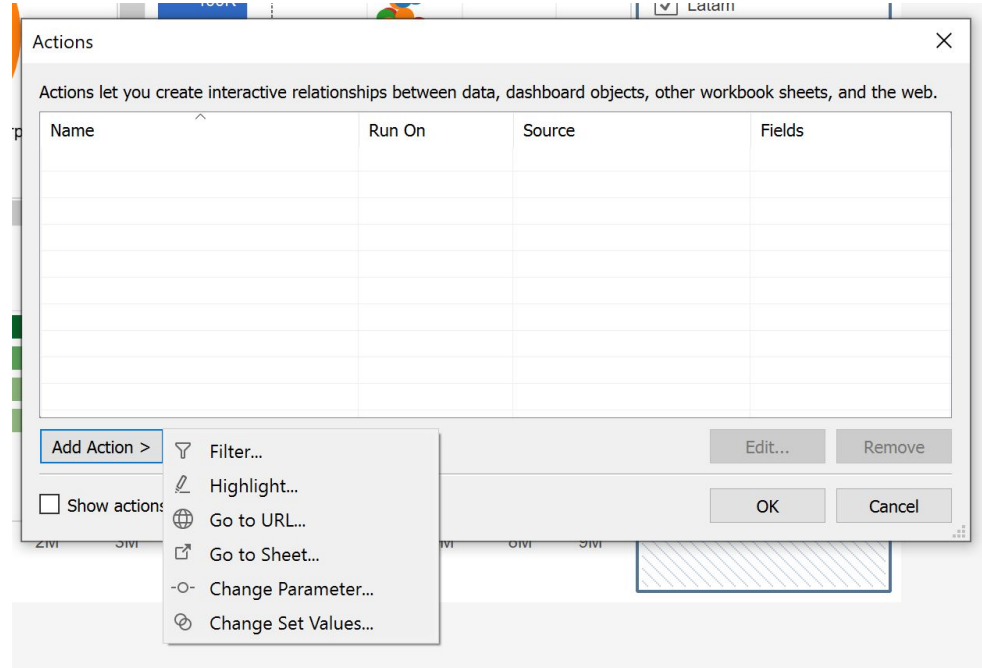 Latam
Actions
Actions let you create interactive relationships between data, dashboard objects, other workbook sheets, and the web.
Name Run On Source Fields
Add Action > Edit... Remove
Filter...
Highlight...
Show actions OK Cancel
Go to URL...
Go to Sheet...
2M 3M 8M 9M
Change Parameter...
Change Set Values...